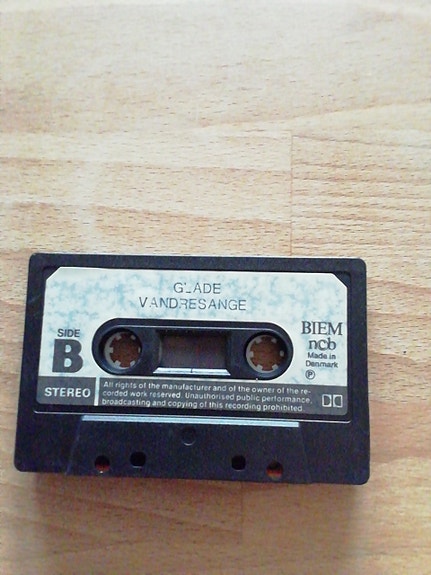 GLADE
VANDRESANGE
SIDE
B
BIEM
ncb
Made in
Danmark
Ⓟ
STEREO
All rights of the manufacturer and of the owner of the re-
corded work reserved. Unauthorised public performance,
broadcasting and copying of this recording prohibited.